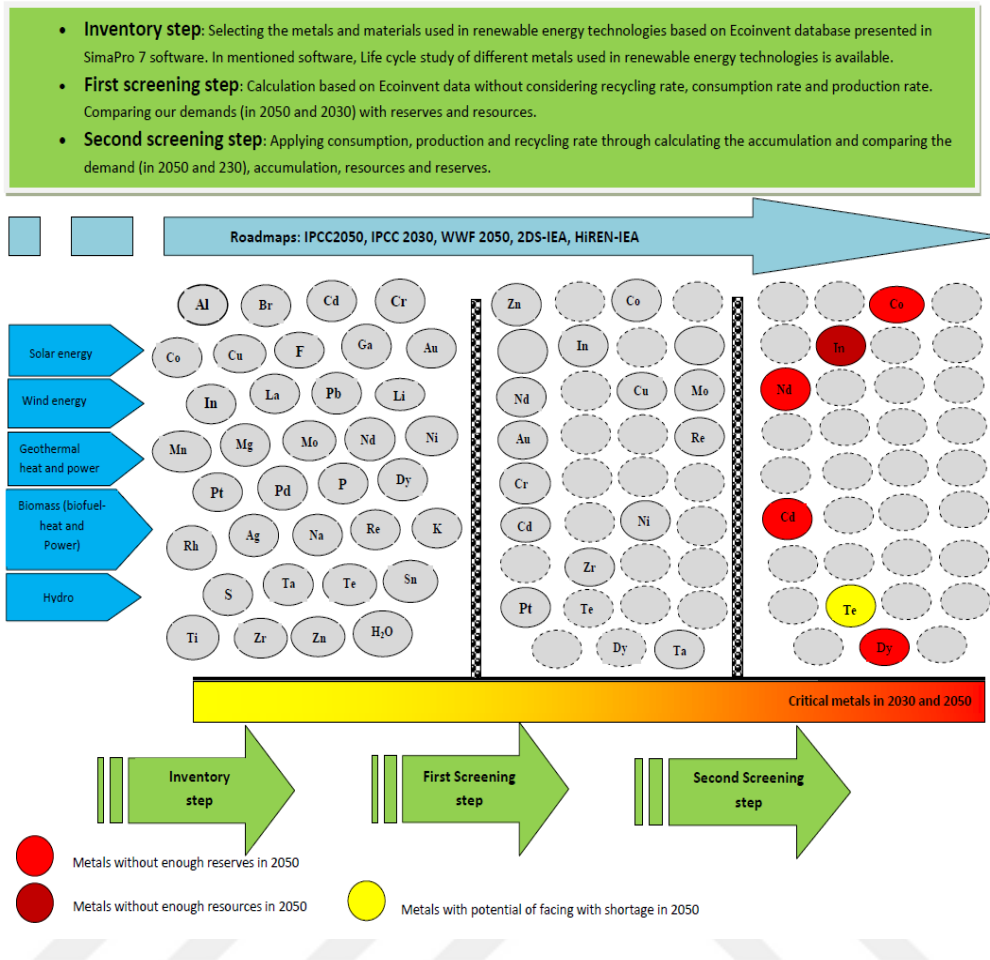 • Inventory step: Selecting the metals and materials used in renewable energy technologies based on Ecoinvent database presented in
SimaPro 7 software. In mentioned software, Life cycle study of different metals used in renewable energy technologies is available.
• First screening step: Calculation based on Ecoinvent data without considering recycling rate, consumption rate and production rate.
Comparing our demands (in 2050 and 2030) with reserves and resources.
• Second screening step: Applying consumption, production and recycling rate through calculating the accumulation and comparing the
demand (in 2050 and 230), accumulation, resources and reserves.
Roadmaps: IPCC2050, IPCC 2030, WWF 2050, 2DS-IEA, HiREN-IEA
Solar energy
Wind energy
Geothermal
heat and power
Biomass (biofuel-
heat and
Power)
Hydro
Al Br Cd Cr
Co Cu F Ga Au
In La Pb Li
Mn Mg Mo Nd Ni
Pt Pd P Dy
Rh Ag Na Re K
S Ta Te Sn
Ti Zr Zn H₂O
Zn Co
In
Nd Cu Mo
Au Re
Cr
Cd Ni
Zr
Pt Te
Dy Ta
Co
In
Nd
Cd
Te
Dy
Critical metals in 2030 and 2050
Inventory
step
First Screening
step
Second Screening
step
Metals without enough reserves in 2050
Metals without enough resources in 2050
Metals with potential of facing with shortage in 2050